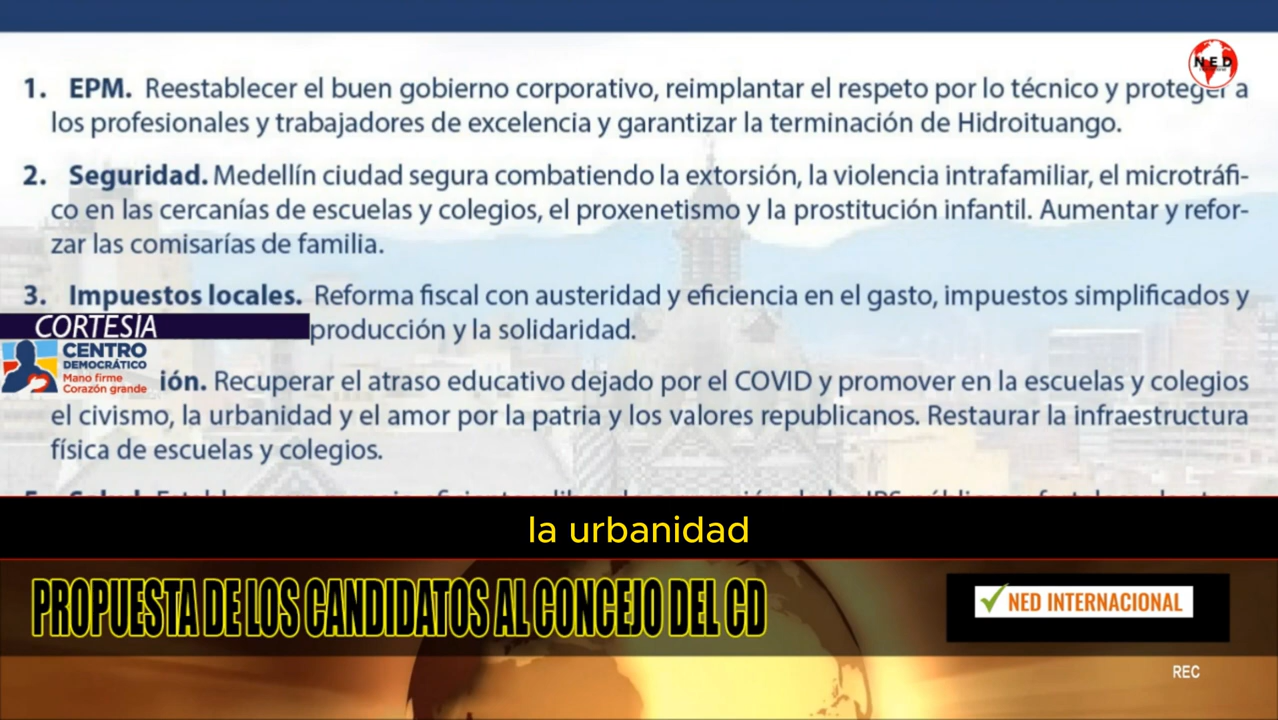 NED
1. EPM. Reestablecer el buen gobierno corporativo, reimplantar el respeto por lo técnico y proteger a
los profesionales y trabajadores de excelencia y garantizar la terminación de Hidroituango.
2. Seguridad. Medellín ciudad segura combatiendo la extorsión, la violencia intrafamiliar, el microtráfi-
co en las cercanías de escuelas y colegios, el proxenetismo y la prostitución infantil. Aumentar y refor-
zar las comisarías de familia.
3. Impuestos locales. Reforma fiscal con austeridad y eficiencia en el gasto, impuestos simplificados y
CORTESIA
producción y la solidaridad.
CENTRO
DEMOCRÁTICO
Mano firme
Corazón grande
ión. Recuperar el atraso educativo dejado por el COVID y promover en la escuelas y colegios
el civismo, la urbanidad y el amor por la patria y los valores republicanos. Restaurar la infraestructura
física de escuelas y colegios.
la urbanidad
PROPUESTA DE LOS CANDIDATOS AL CONCEJO DEL CD
NED INTERNACIONAL
REC